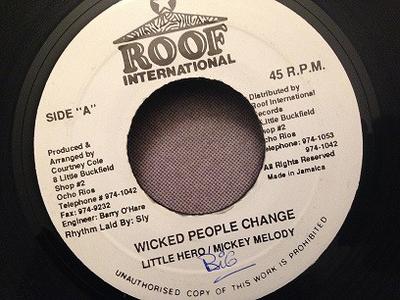 ROOF
INTERNATIONAL
45 R.P.M.
SIDE "A"
Produced &
Arranged by
Courtney Cole
8 Little Buckfield
Shop #2
Ocho Rios
Telephone # 974-1042
Fax: 974-9232
Engineer: Barry O'Hare
Rhythm Laid By: Sly
Distributed by
Roof International
Records
Little Buckfield
Shop #2
cho Rios
elephone: 974-1053
974-1042
All Rights Reserved
Made in Jamaica
WICKED PEOPLE CHANGE
LITTLE HERO / MICKEY MELODY
BiG
UNAUTHORISED COPY OF THIS WORK IS PROHIBITED